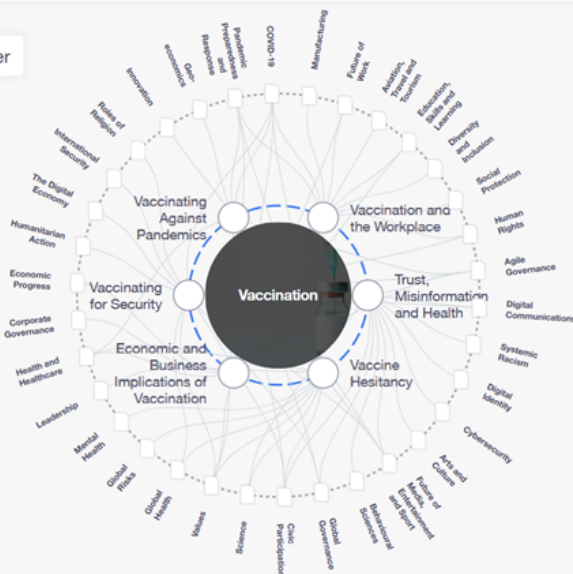 er
Vaccination
Vaccinating
Against
Pandemics
Vaccination and
the Workplace
Vaccinating
for Security
Trust,
Misinformation
and Health
Economic and
Business
Implications of
Vaccination
Vaccine
Hesitancy
COVID-19
Manufacturing
Future of
Work
Aviation,
Travel and
Tourism
Education,
Skills and
Learning
Diversity
and
Inclusion
Social
Protection
Human
Rights
Agile
Governance
Digital
Communications
Systemic
Racism
Digital
Identity
Cybersecurity
Arts and
Culture
Future of
Media,
Entertainment
and Sport
Behavioural
Sciences
Global
Governance
Civic
Participation
Science
Values
Global
Health
Global
Risks
Mental
Health
Leadership
Health and
Healthcare
Corporate
Governance
Economic
Progress
Humanitarian
Action
The Digital
Economy
International
Security
Roles of
Religion
Innovation
Geo-
economics
Pandemic
Preparedness
and
Response